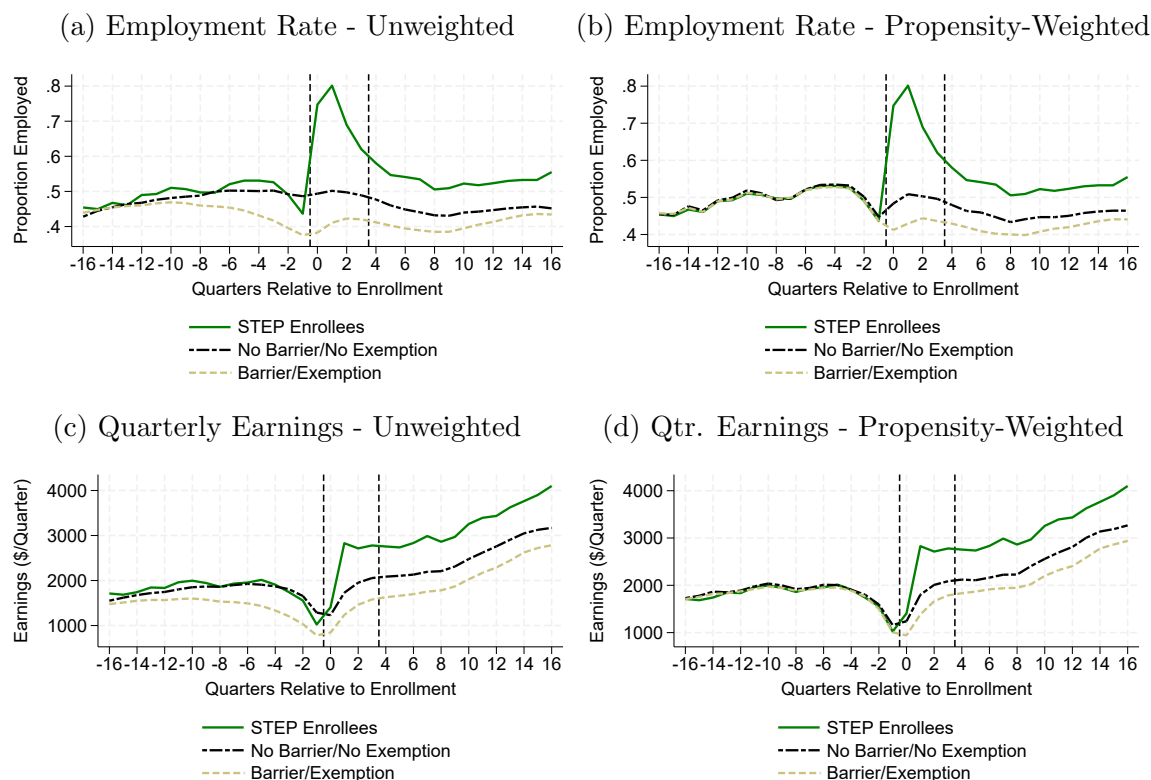 (a) Employment Rate - Unweighted
Proportion Employed
.8
.7
.6
.5
.4
-16 -14 -12 -10 -8 -6 -4 -2 0 2 4 6 8 10 12 14 16
Quarters Relative to Enrollment
STEP Enrollees
No Barrier/No Exemption
Barrier/Exemption
(b) Employment Rate - Propensity-Weighted
Proportion Employed
.8
.7
.6
.5
.4
-16 -14 -12 -10 -8 -6 -4 -2 0 2 4 6 8 10 12 14 16
Quarters Relative to Enrollment
STEP Enrollees
No Barrier/No Exemption
Barrier/Exemption
(c) Quarterly Earnings - Unweighted
Earnings ($/Quarter)
4000
3000
2000
1000
-16 -14 -12 -10 -8 -6 -4 -2 0 2 4 6 8 10 12 14 16
Quarters Relative to Enrollment
STEP Enrollees
No Barrier/No Exemption
Barrier/Exemption
(d) Qtr. Earnings - Propensity-Weighted
Earnings ($/Quarter)
4000
3000
2000
1000
-16 -14 -12 -10 -8 -6 -4 -2 0 2 4 6 8 10 12 14 16
Quarters Relative to Enrollment
STEP Enrollees
No Barrier/No Exemption
Barrier/Exemption